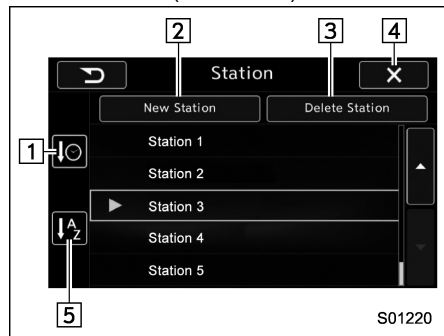 2
3
4
Station
New Station
Delete Station
1
Station 1
Station 2
Station 3
A
Z
Station 4
Station 5
5
S01220